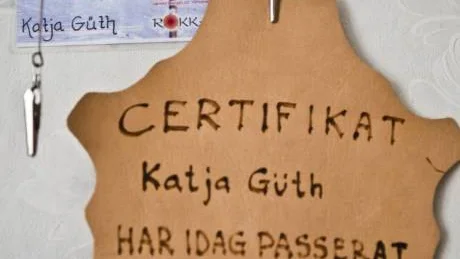 Katja Güth
CERTIFIKAT
Katja Güth
HAR IDAG PASSERAT